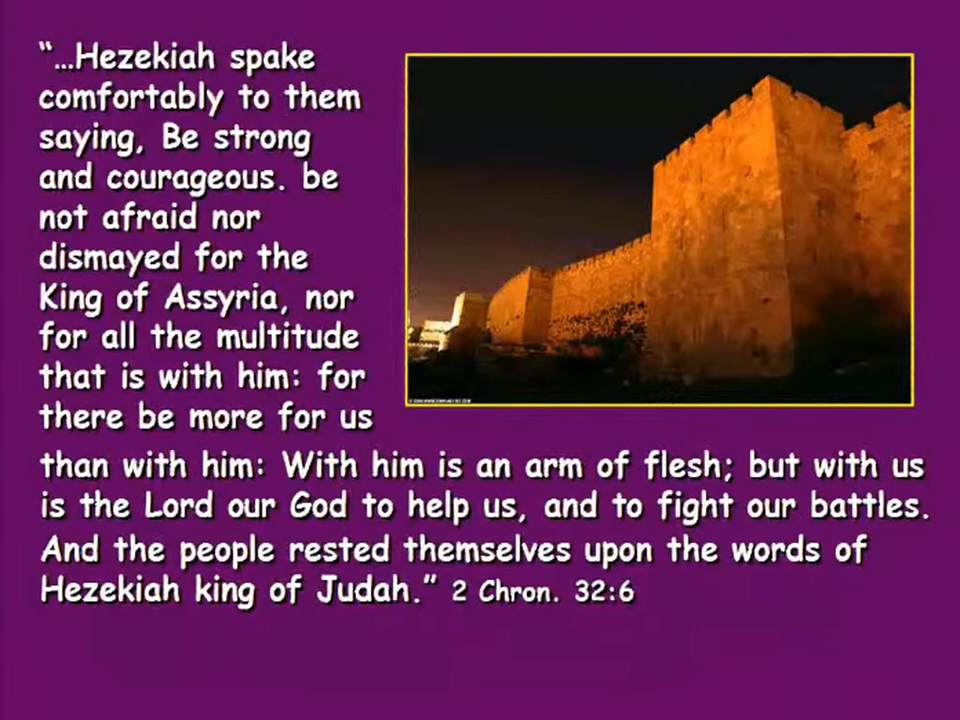 “…Hezekiah spake
comfortably to them
saying, Be strong
and courageous. be
not afraid nor
dismayed for the
King of Assyria, nor
for all the multitude
that is with him: for
there be more for us
than with him: With him is an arm of flesh; but with us
is the Lord our God to help us, and to fight our battles.
And the people rested themselves upon the words of
Hezekiah king of Judah.” 2 Chron. 32:6